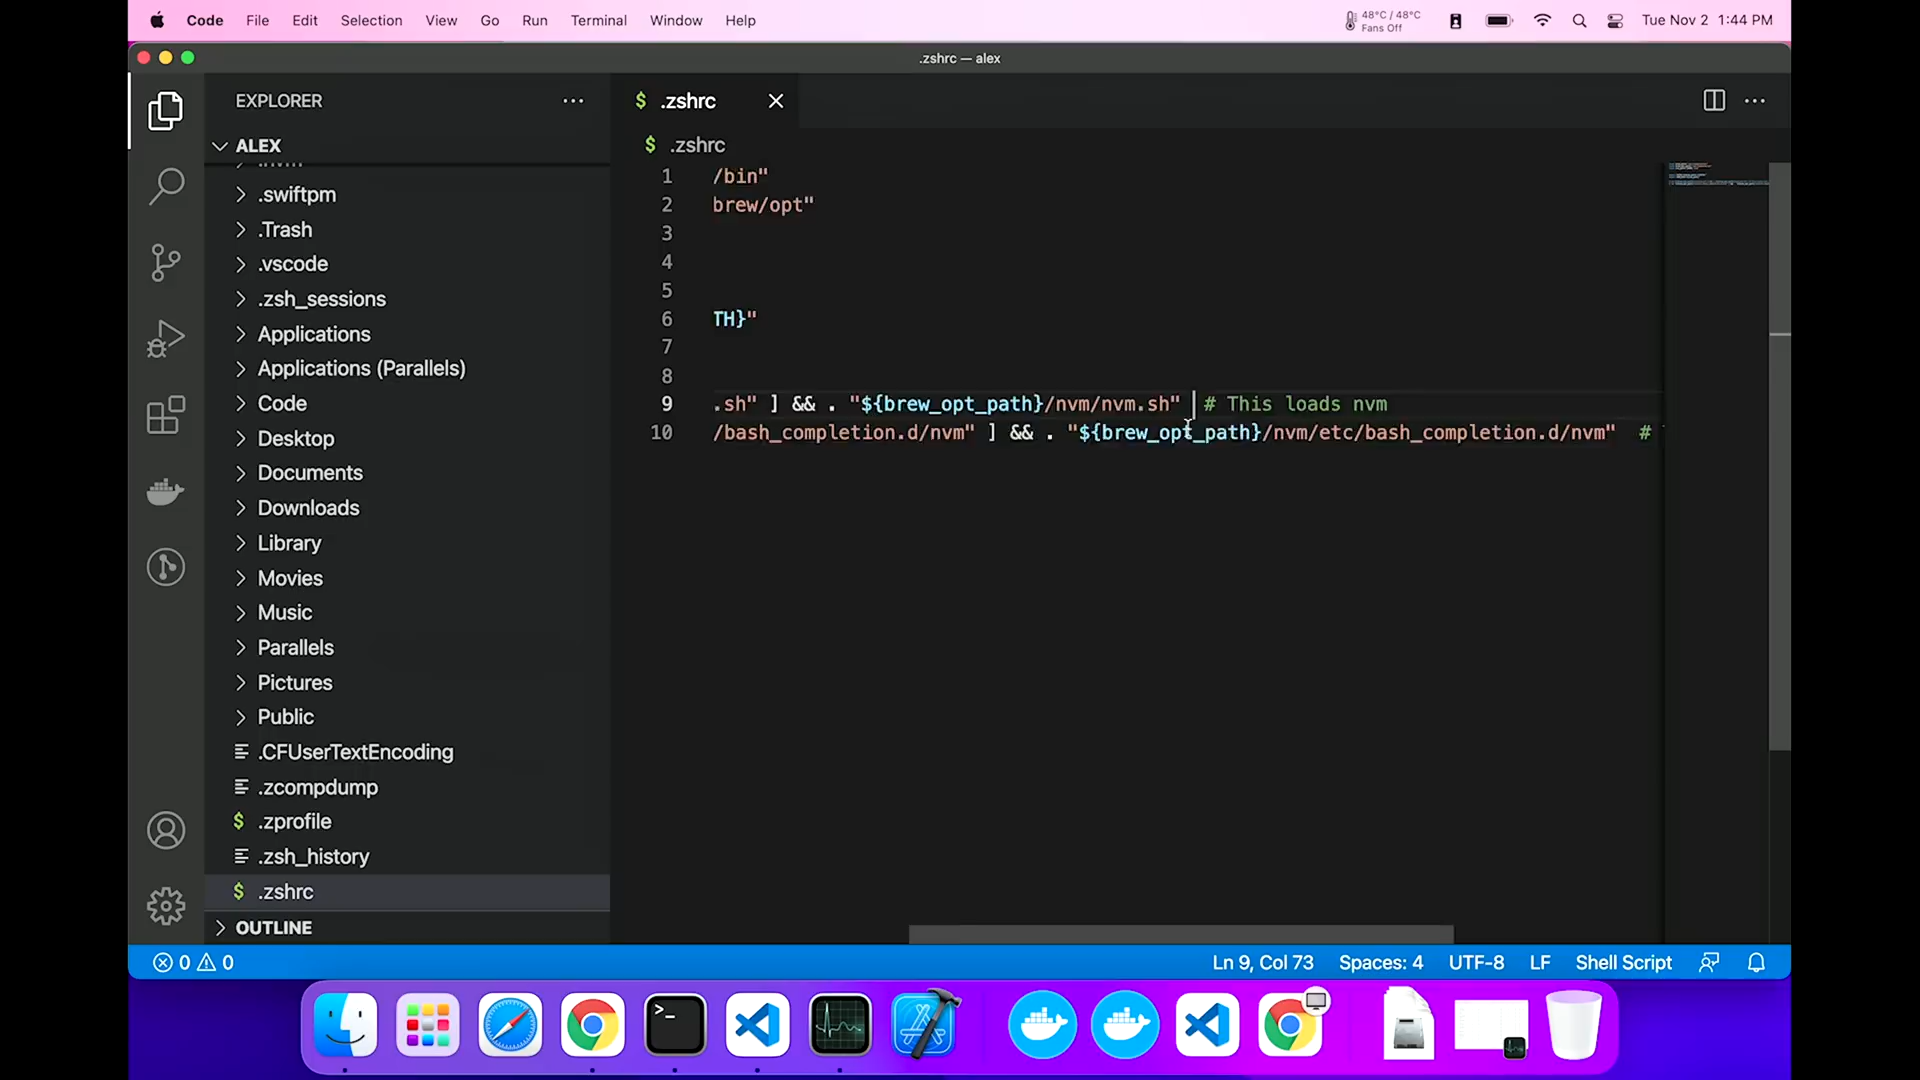 Code File Edit Selection View Go Run Terminal Window Help
48°C / 48°C
Fans Off
Tue Nov 2 1:44 PM
.zshrc — alex
EXPLORER
$ .zshrc
ALEX
$ .zshrc
.swiftpm
.Trash
.vscode
.zsh_sessions
Applications
Applications (Parallels)
Code
Desktop
Documents
Downloads
Library
Movies
Music
Parallels
Pictures
Public
.CFUserTextEncoding
.zcompdump
$ .zprofile
.zsh_history
$ .zshrc
OUTLINE
1 /bin"
2 brew/opt"
3
4
5
6 TH}"
7
8
9 .sh" ] && . "${brew_opt_path}/nvm/nvm.sh" # This loads nvm
10 /bash_completion.d/nvm" ] && . "${brew_opt_path}/nvm/etc/bash_completion.d/nvm" #
0 0
Ln 9, Col 73 Spaces: 4 UTF-8 LF Shell Script
>_